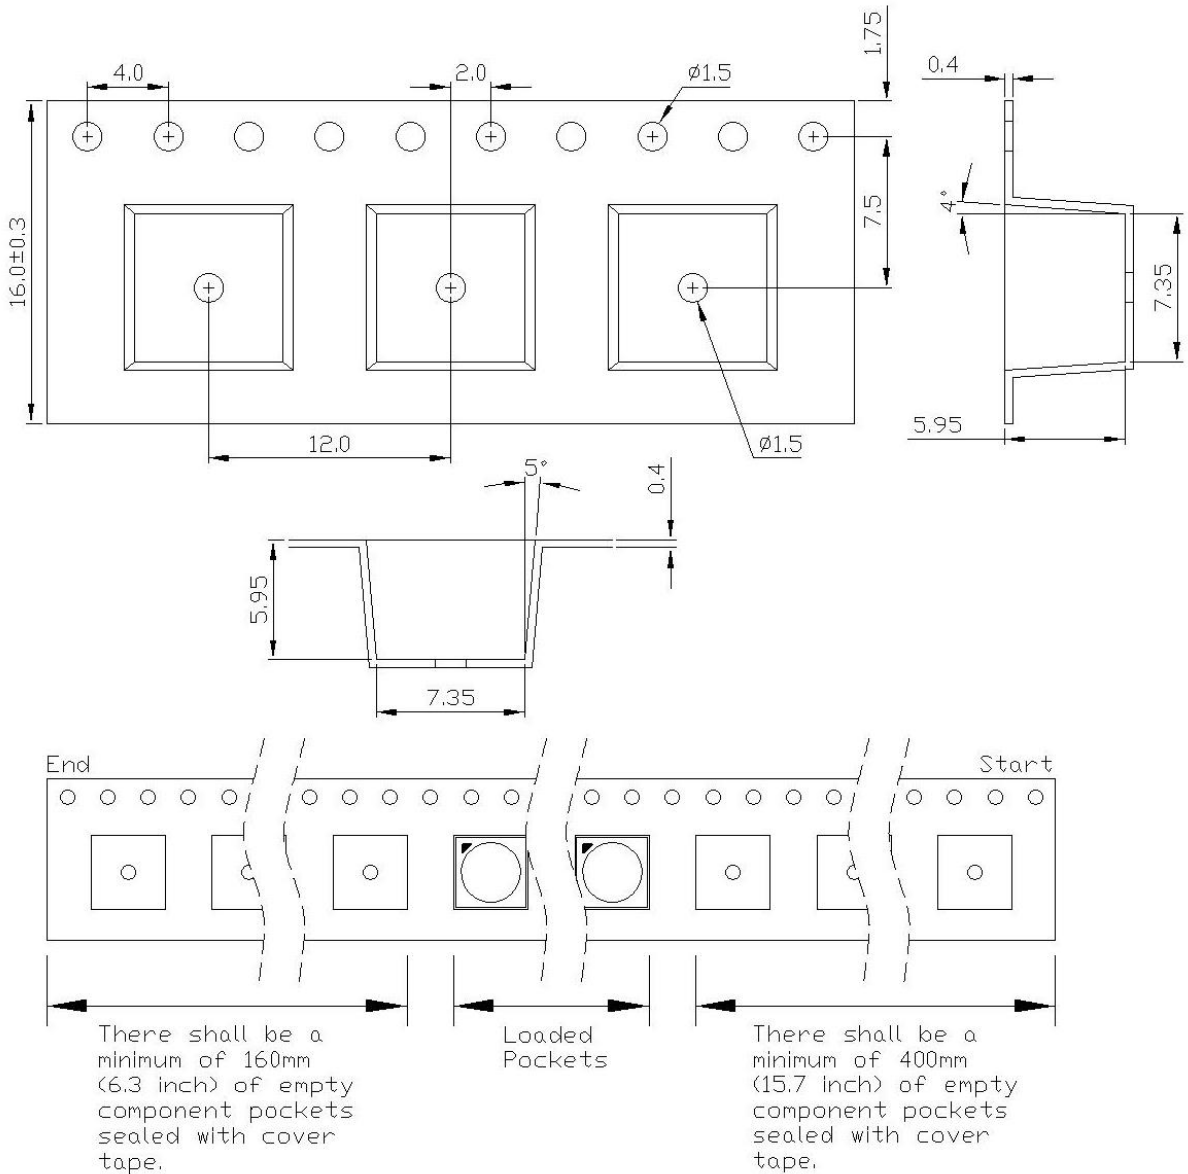 1.75
4.0
2.0
ø1.5
0.4
4°
7.5
16.0±0.3
7.35
12.0
ø1.5
5.95
5°
0.4
5.95
7.35
End
Start
There shall be a
minimum of 160mm
(6.3 inch) of empty
component pockets
sealed with cover
tape.
Loaded
Pockets
There shall be a
minimum of 400mm
(15.7 inch) of empty
component pockets
sealed with cover
tape.